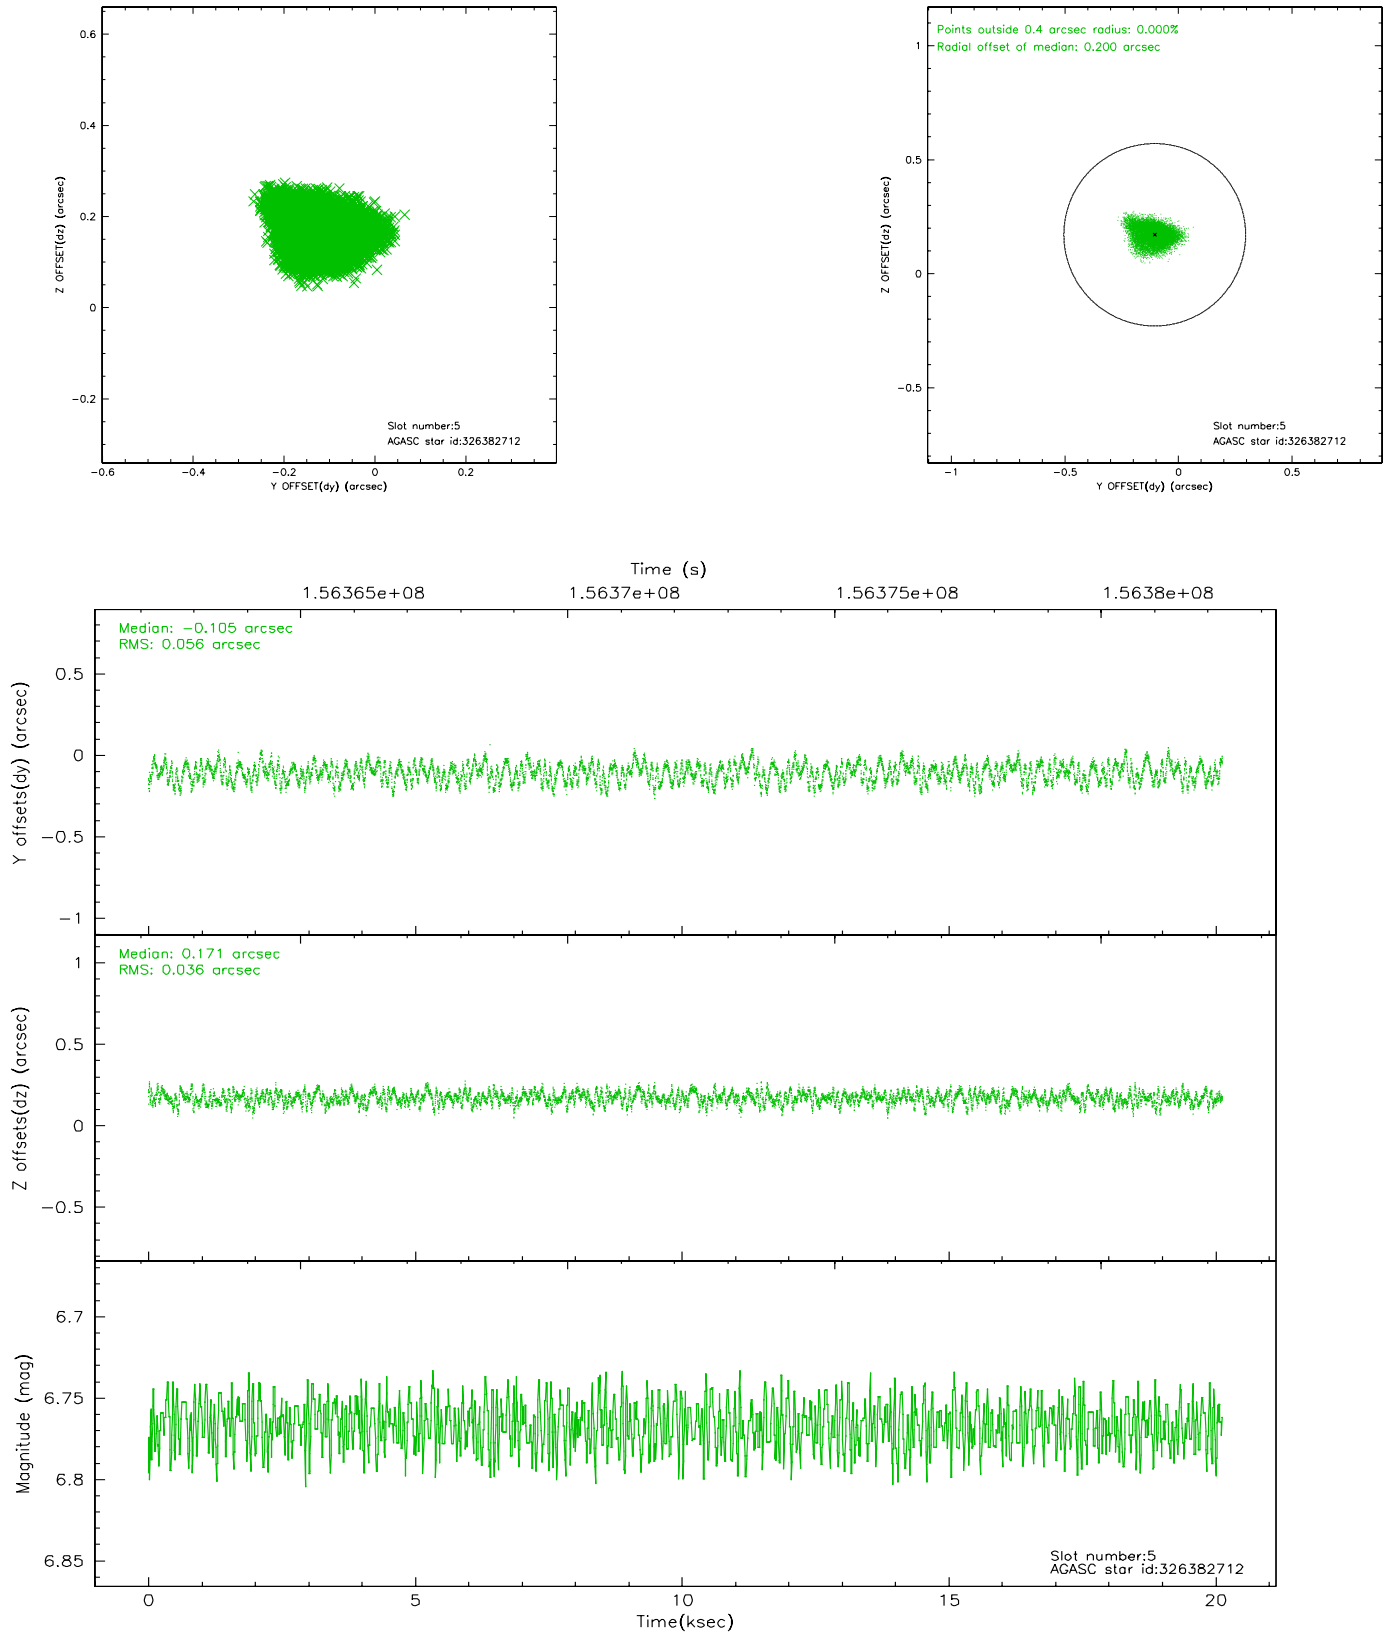 0.6
0.4
0.2
0
−0.2
Z OFFSET(dz) (arcsec)
Slot number:5
AGASC star id:326382712
−0.6 −0.4 −0.2 0 0.2
Y OFFSET(dy) (arcsec)
Points outside 0.4 arcsec radius: 0.000%
Radial offset of median: 0.200 arcsec
1
0.5
0
−0.5
Z OFFSET(dz) (arcsec)
Slot number:5
AGASC star id:326382712
−1 −0.5 0 0.5
Y OFFSET(dy) (arcsec)
Time (s)
1.56365e+08 1.5637e+08 1.56375e+08 1.5638e+08
Median: −0.105 arcsec
RMS: 0.056 arcsec
0.5
0
−0.5
−1
Y offsets(dy) (arcsec)
Median: 0.171 arcsec
RMS: 0.036 arcsec
1
0.5
0
−0.5
Z offsets(dz) (arcsec)
6.7
6.75
6.8
6.85
Magnitude (mag)
Slot number:5
AGASC star id:326382712
0 5 10 15 20
Time(ksec)